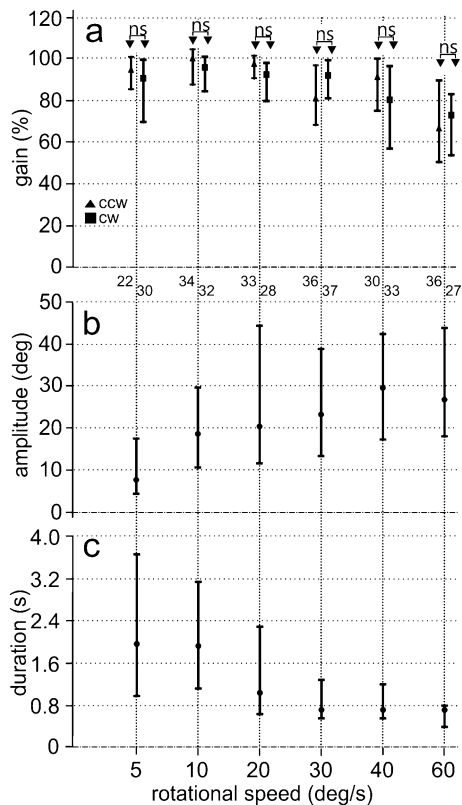 a
ns ns ns ns ns ns
120
100
80
60
40
20
0
gain (%)
CCW
CW
22 30 34 32 33 28 36 37 30 33 36 27
b
50
40
30
20
10
0
amplitude (deg)
c
4.0
3.2
2.4
1.6
0.8
0
duration (s)
5 10 20 30 40 60
rotational speed (deg/s)